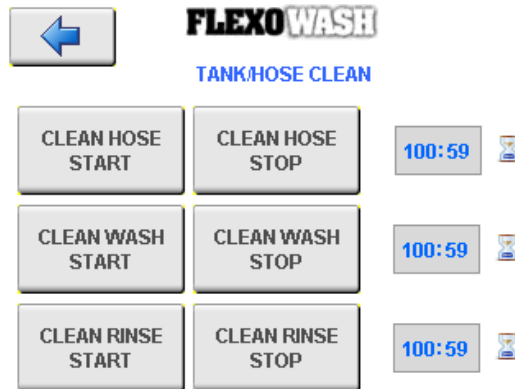 FLEXOWASH
TANK/HOSE CLEAN
CLEAN HOSE
START
CLEAN HOSE
STOP
100:59
CLEAN WASH
START
CLEAN WASH
STOP
100:59
CLEAN RINSE
START
CLEAN RINSE
STOP
100:59